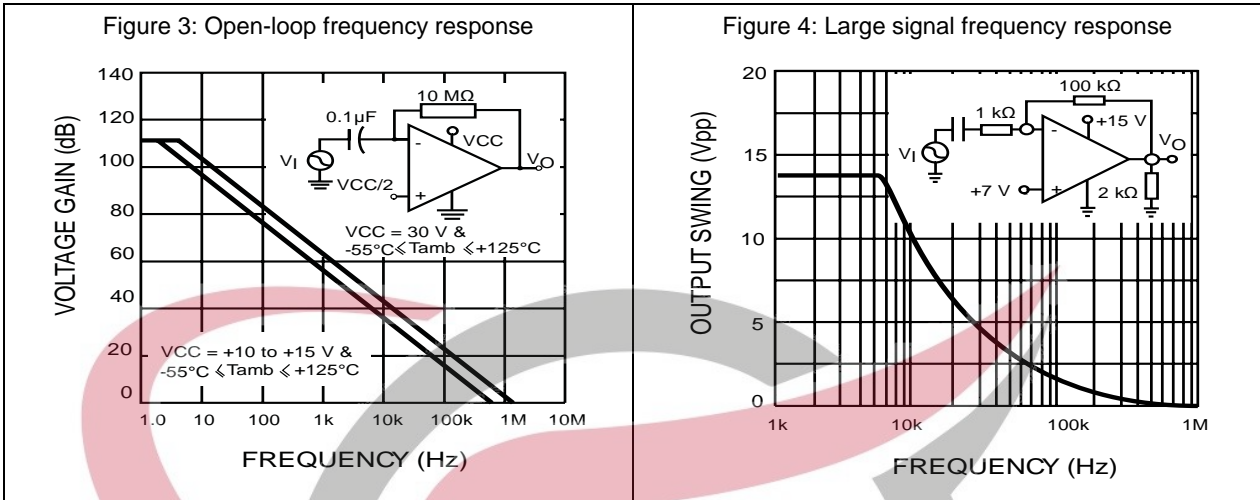 Figure 3: Open-loop frequency response
140
120
100
80
60
40
20
0
VOLTAGE GAIN (dB)
10 MΩ
0.1µF
-
VCC
VI
VO
VCC/2
+
VCC = 30 V &
-55°C ⩽ Tamb ⩽ +125°C
VCC = +10 to +15 V &
-55°C ⩽ Tamb ⩽ +125°C
1.0 10 100 1k 10k 100k 1M 10M
FREQUENCY (Hz)
Figure 4: Large signal frequency response
20
15
10
5
0
OUTPUT SWING (Vpp)
100 kΩ
1 kΩ
-
+15 V
VI
VO
+7 V
+
2 kΩ
1k 10k 100k 1M
FREQUENCY (Hz)